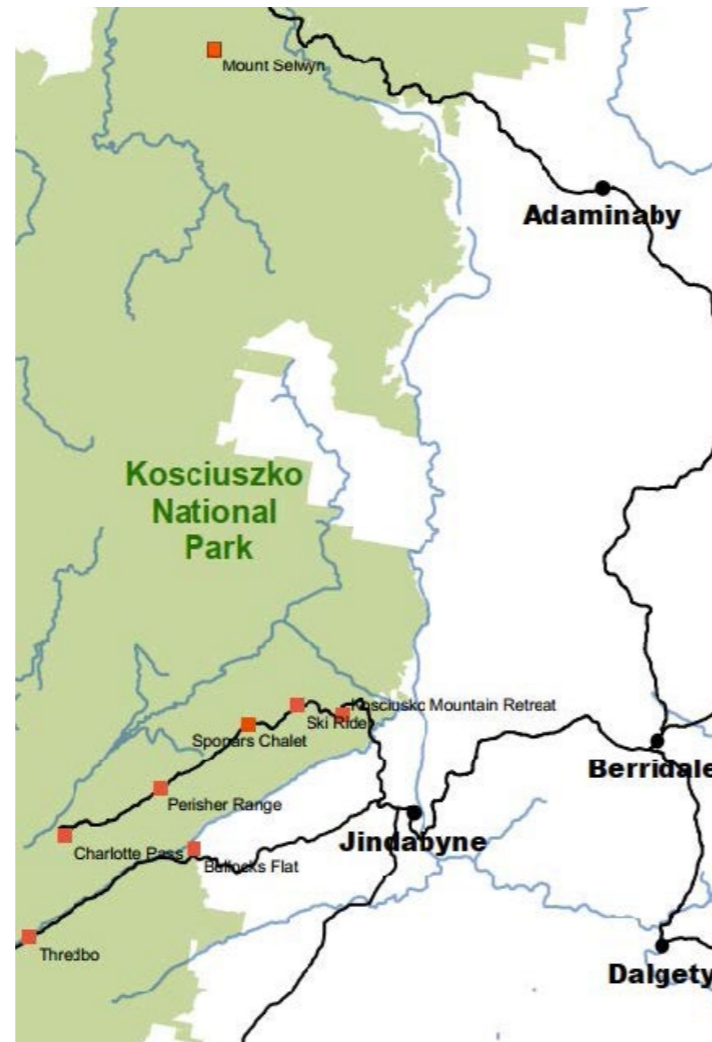 Mount Selwyn
Adaminaby
Kosciuszko
National
Park
Kosciusko Mountain Retreat
Ski Ride
Sponars Chalet
Berridale
Perisher Range
Jindabyne
Charlotte Pass
Bullocks Flat
Thredbo
Dalgety